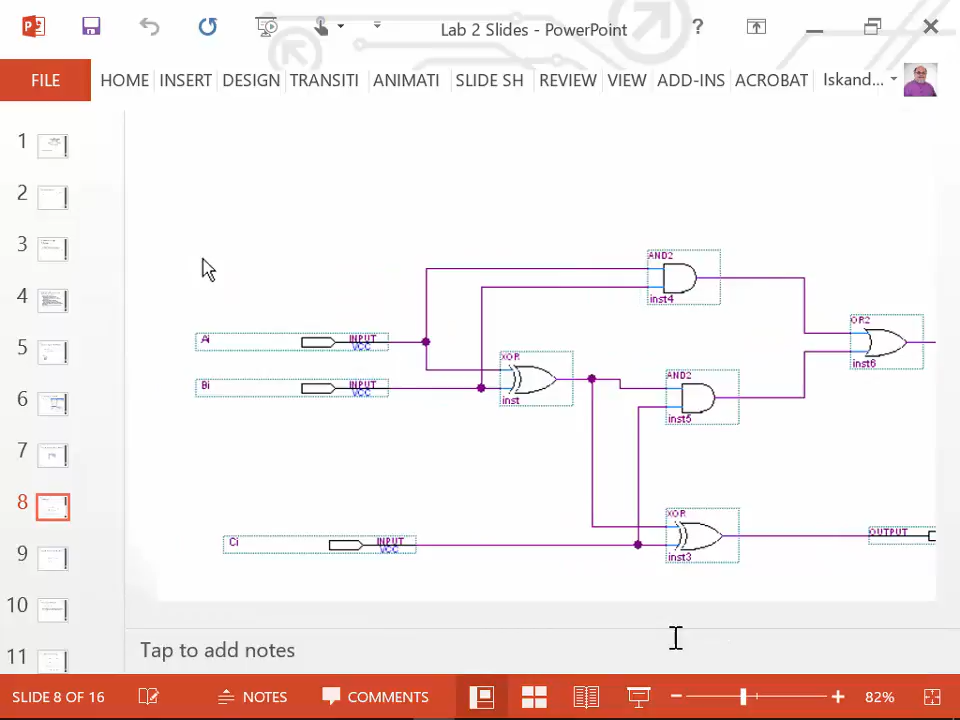 Lab 2 Slides - PowerPoint
?
FILE HOME INSERT DESIGN TRANSITI ANIMATI SLIDE SH REVIEW VIEW ADD-INS ACROBAT Iskand...
1
2
3
4
5
6
7
8
9
10
11
AND2
inst4
OR2
inst6
Ai INPUT
VCC
XOR
inst
Bi INPUT
VCC
AND2
inst5
XOR
inst3
Ci INPUT
VCC
OUTPUT
Tap to add notes
SLIDE 8 OF 16 NOTES COMMENTS 82%